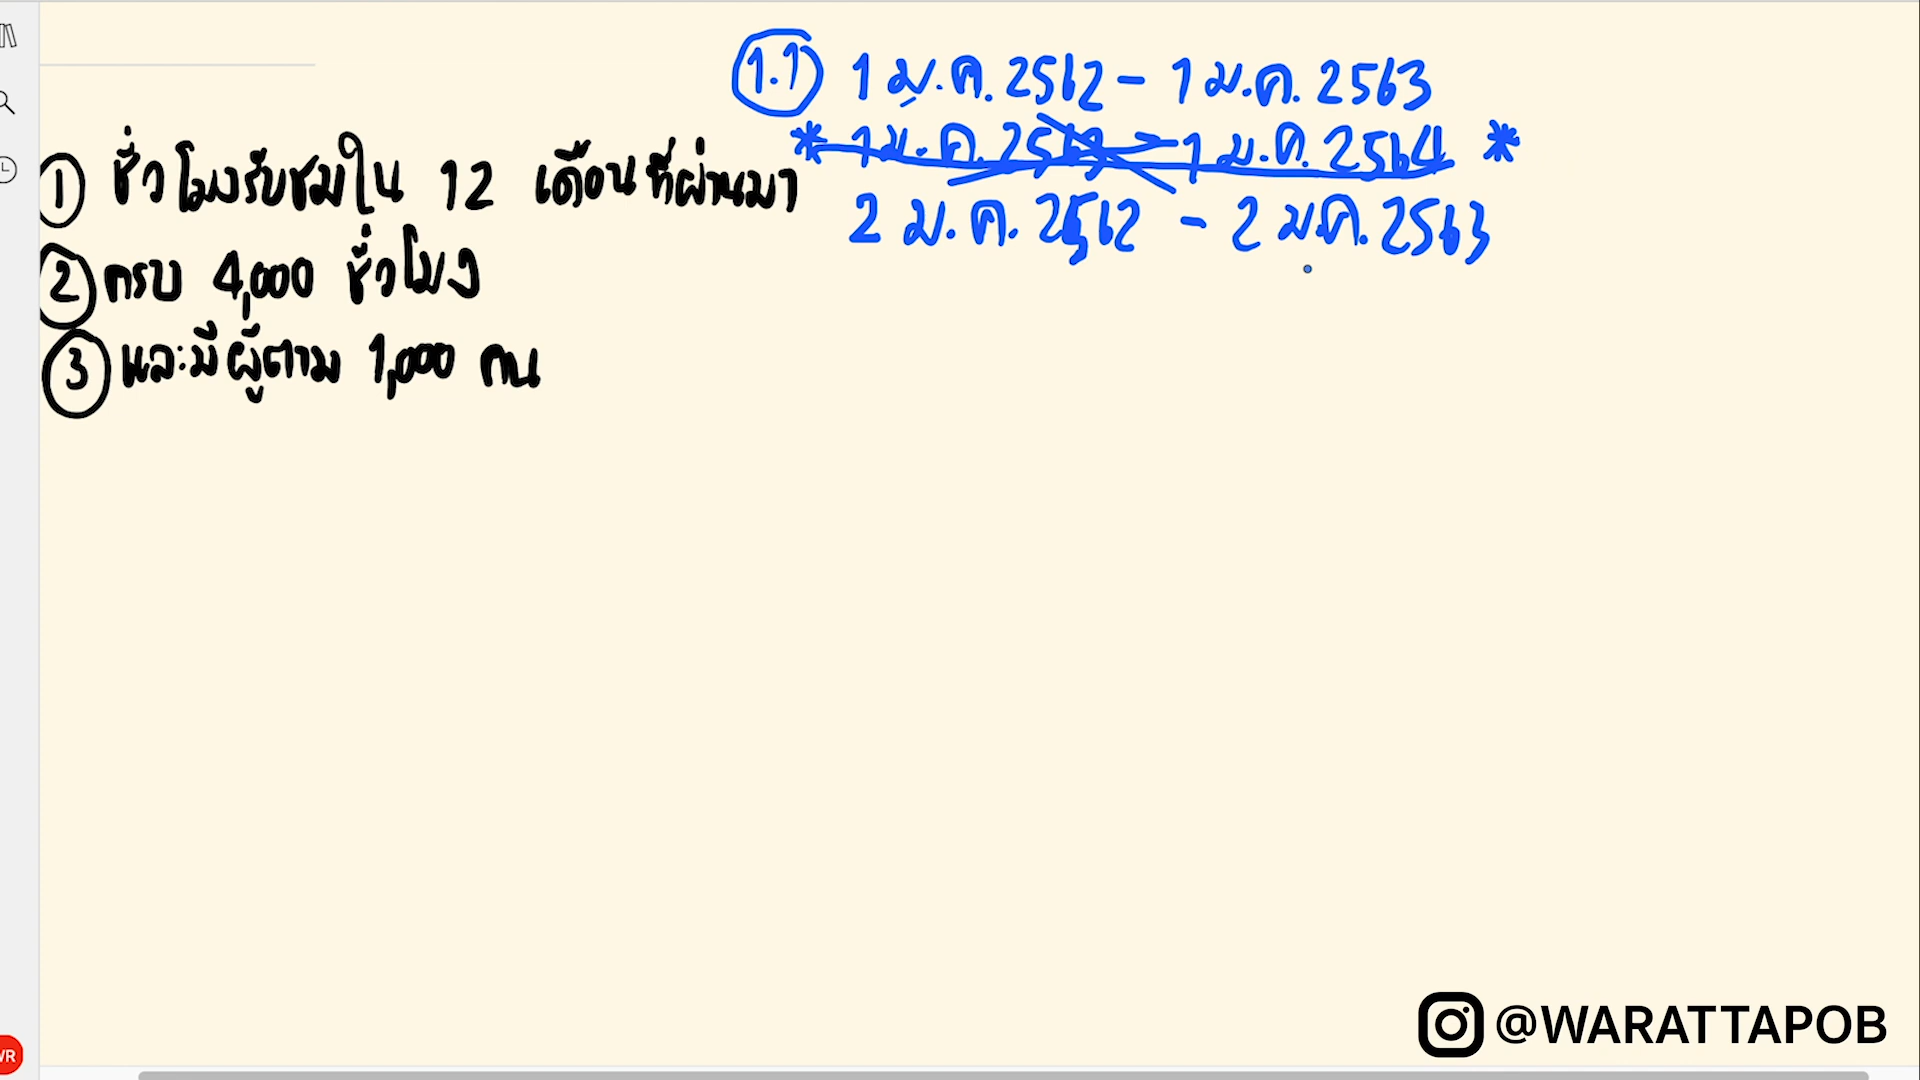 ① ชั่วโมงรับชมใน 12 เดือนที่ผ่านมา
② ครบ 4,000 ชั่วโมง
③ และมีผู้ตาม 1,000 คน
1.1 1 ม.ค. 2562 - 1 ม.ค. 2563
* 1 ม.ค. - 1 ม.ค. 2564 *
2 ม.ค. 2562 - 2 ม.ค. 2563
@WARATTAPOB
WR